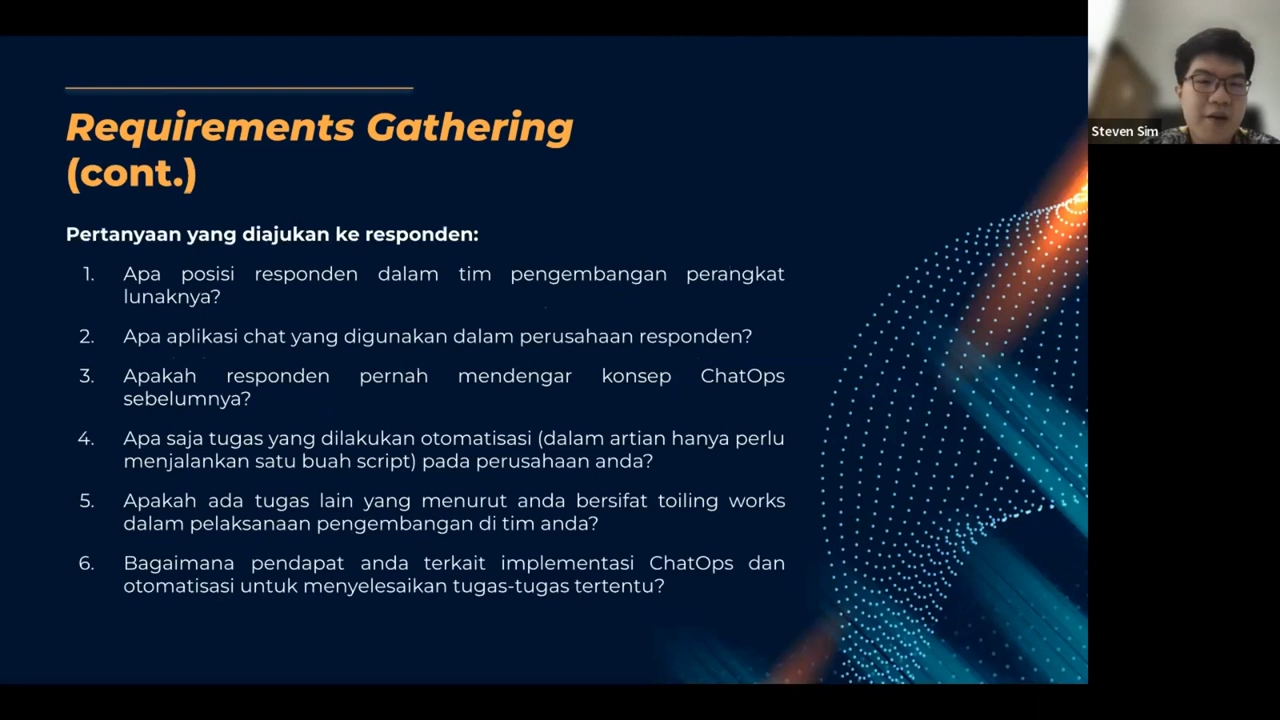 Requirements Gathering
(cont.)
Pertanyaan yang diajukan ke responden:
1. Apa posisi responden dalam tim pengembangan perangkat
lunaknya?
2. Apa aplikasi chat yang digunakan dalam perusahaan responden?
3. Apakah responden pernah mendengar konsep ChatOps
sebelumnya?
4. Apa saja tugas yang dilakukan otomatisasi (dalam artian hanya perlu
menjalankan satu buah script) pada perusahaan anda?
5. Apakah ada tugas lain yang menurut anda bersifat toiling works
dalam pelaksanaan pengembangan di tim anda?
6. Bagaimana pendapat anda terkait implementasi ChatOps dan
otomatisasi untuk menyelesaikan tugas-tugas tertentu?
Steven Sim